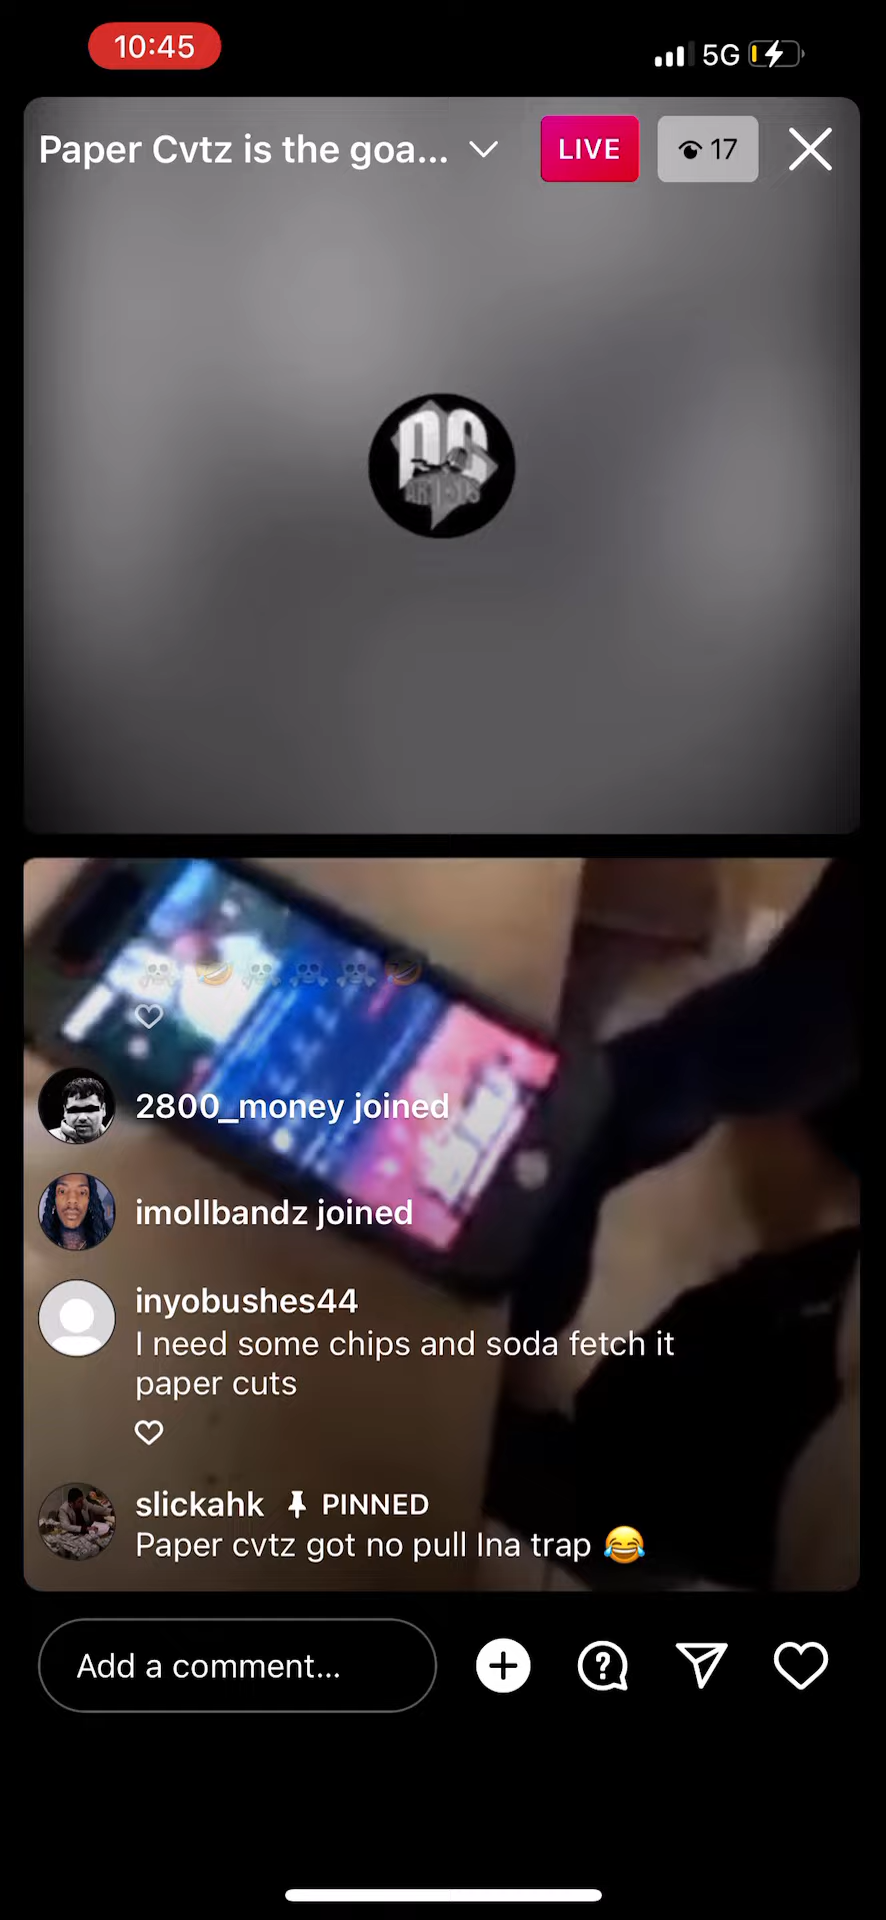 10:45
5G
Paper Cvtz is the goa...
LIVE
17
ARTISTS
2800_money joined
imollbandz joined
inyobushes44
I need some chips and soda fetch it
paper cuts
slickahk PINNED
Paper cvtz got no pull Ina trap 😂
Add a comment...